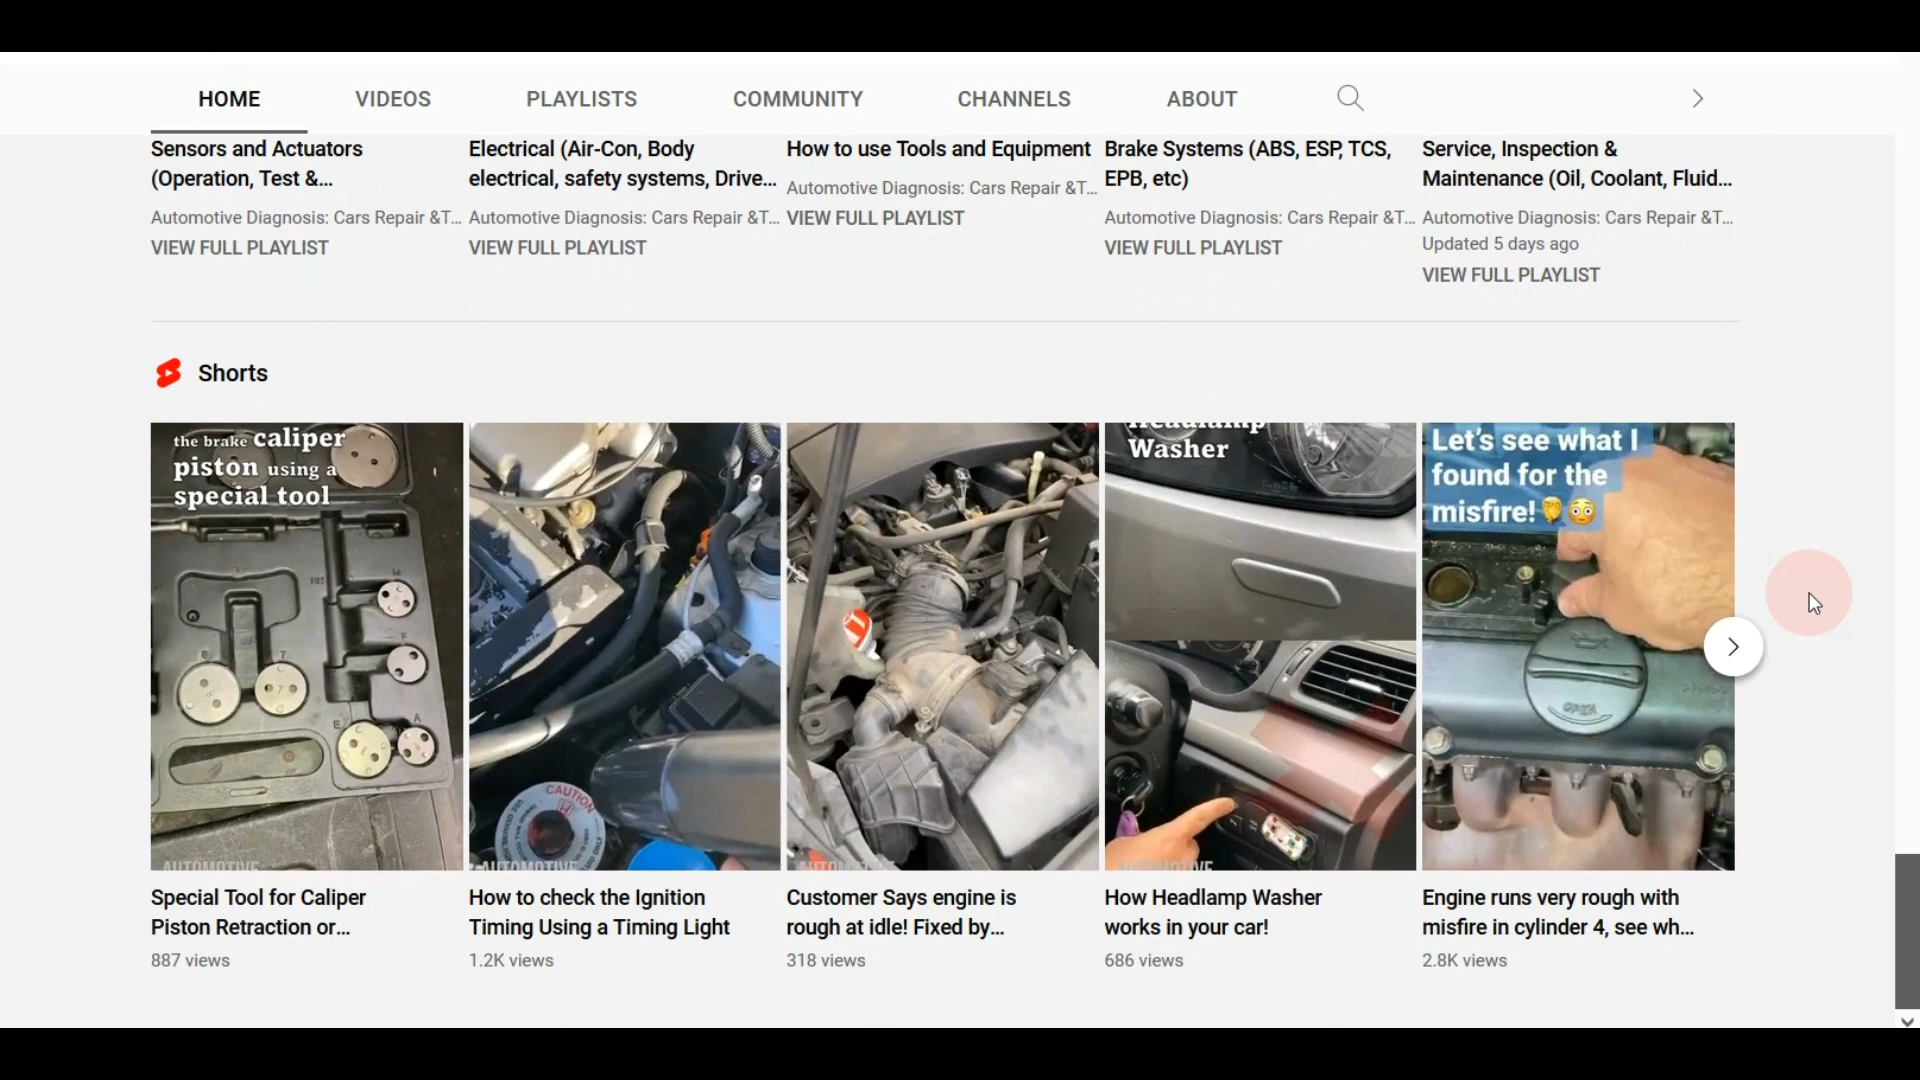 HOME VIDEOS PLAYLISTS COMMUNITY CHANNELS ABOUT
Sensors and Actuators
(Operation, Test &...
Automotive Diagnosis: Cars Repair &T...
VIEW FULL PLAYLIST
Electrical (Air-Con, Body
electrical, safety systems, Drive...
Automotive Diagnosis: Cars Repair &T...
VIEW FULL PLAYLIST
How to use Tools and Equipment
Automotive Diagnosis: Cars Repair &T...
VIEW FULL PLAYLIST
Brake Systems (ABS, ESP, TCS,
EPB, etc)
Automotive Diagnosis: Cars Repair &T...
VIEW FULL PLAYLIST
Service, Inspection &
Maintenance (Oil, Coolant, Fluid...
Automotive Diagnosis: Cars Repair &T...
Updated 5 days ago
VIEW FULL PLAYLIST
Shorts
the brake caliper
piston using a
special tool
AUTOMOTIVE
Special Tool for Caliper
Piston Retraction or...
887 views
CAUTION
AUTOMOTIVE
How to check the Ignition
Timing Using a Timing Light
1.2K views
AUTOMOTIVE
Customer Says engine is
rough at idle! Fixed by...
318 views
Headlamp
Washer
AUTOMOTIVE
How Headlamp Washer
works in your car!
686 views
Let's see what I
found for the
misfire!
OPEN
Engine runs very rough with
misfire in cylinder 4, see wh...
2.8K views